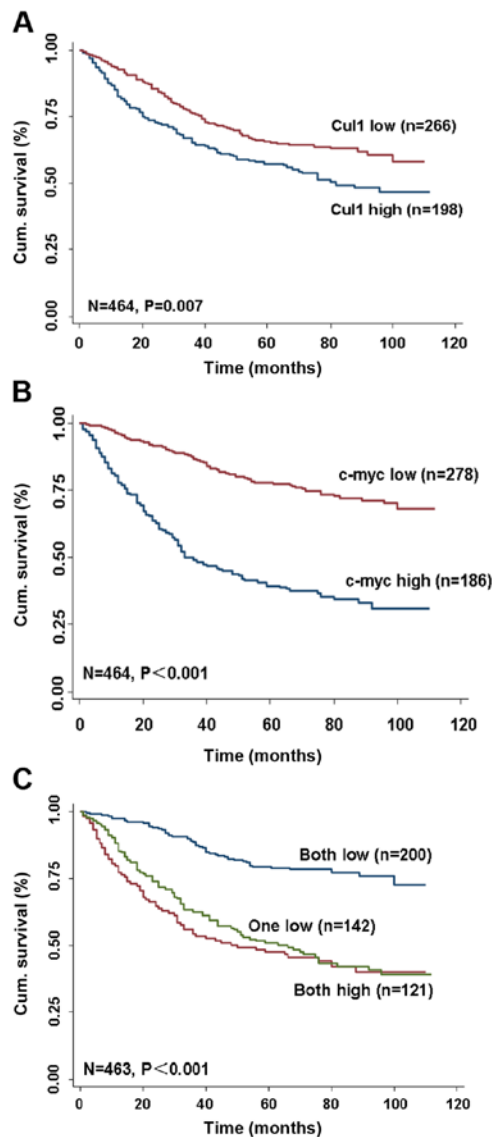 A
Cum. survival (%)
1.00
0.75
0.50
0.25
0.00
Cul1 low (n=266)
Cul1 high (n=198)
N=464, P=0.007
0 20 40 60 80 100 120
Time (months)
B
Cum. survival (%)
1.00
0.75
0.50
0.25
0.00
c-myc low (n=278)
c-myc high (n=186)
N=464, P<0.001
0 20 40 60 80 100 120
Time (months)
C
Cum. survival (%)
1.00
0.75
0.50
0.25
0.00
Both low (n=200)
One low (n=142)
Both high (n=121)
N=463, P<0.001
0 20 40 60 80 100 120
Time (months)